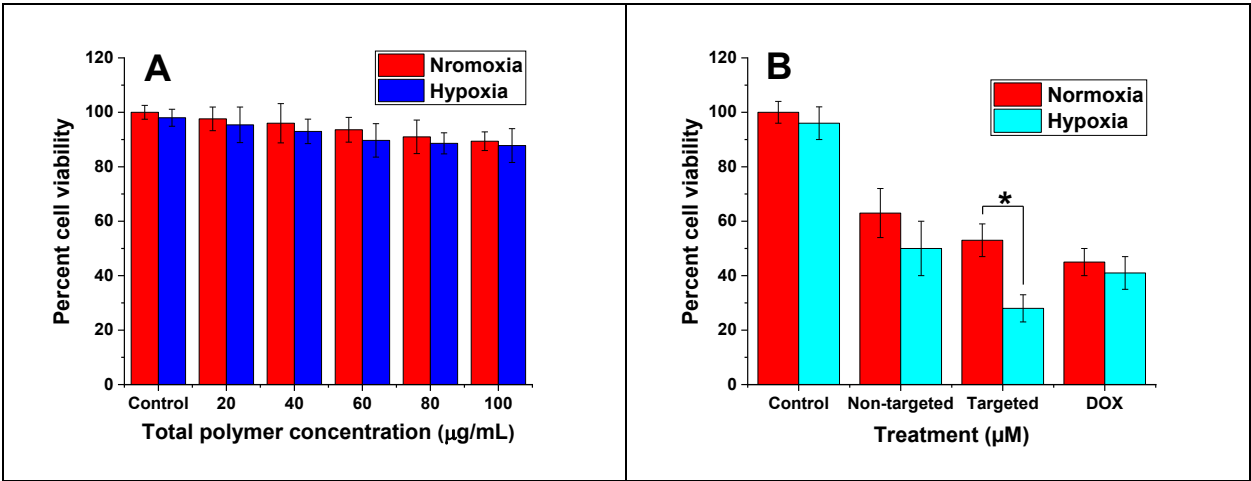 A
Nromoxia
Hypoxia
120
100
80
60
40
20
0
Percent cell viability
Control 20 40 60 80 100
Total polymer concentration (μg/mL)
B
Normoxia
Hypoxia
120
100
80
60
40
20
0
Percent cell viability
*
Control Non-targeted Targeted DOX
Treatment (μM)